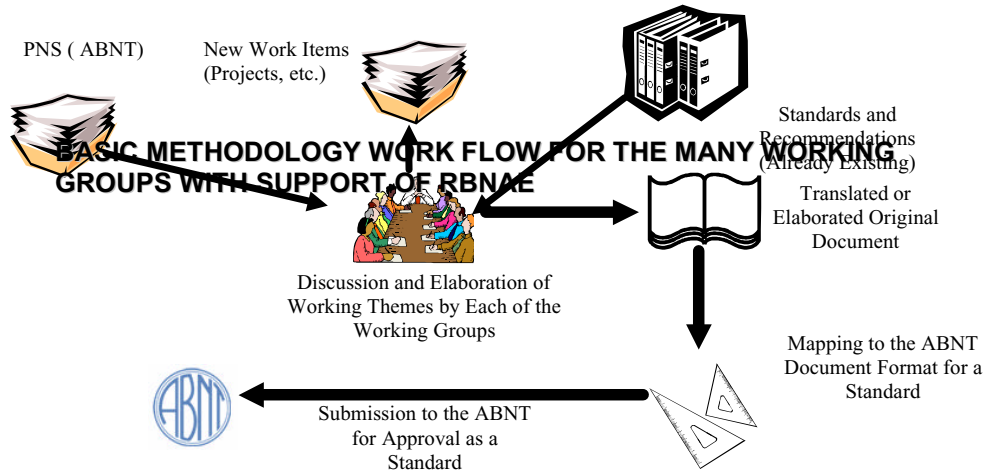 PNS ( ABNT)
New Work Items
(Projects, etc.)
Standards and
Recommendations
(Already Existing)
BASIC METHODOLOGY WORK FLOW FOR THE MANY WORKING
GROUPS WITH SUPPORT OF RBNAE
Translated or
Elaborated Original
Document
Discussion and Elaboration of
Working Themes by Each of the
Working Groups
Mapping to the ABNT
Document Format for a
Standard
ABNT
Submission to the ABNT
for Approval as a
Standard